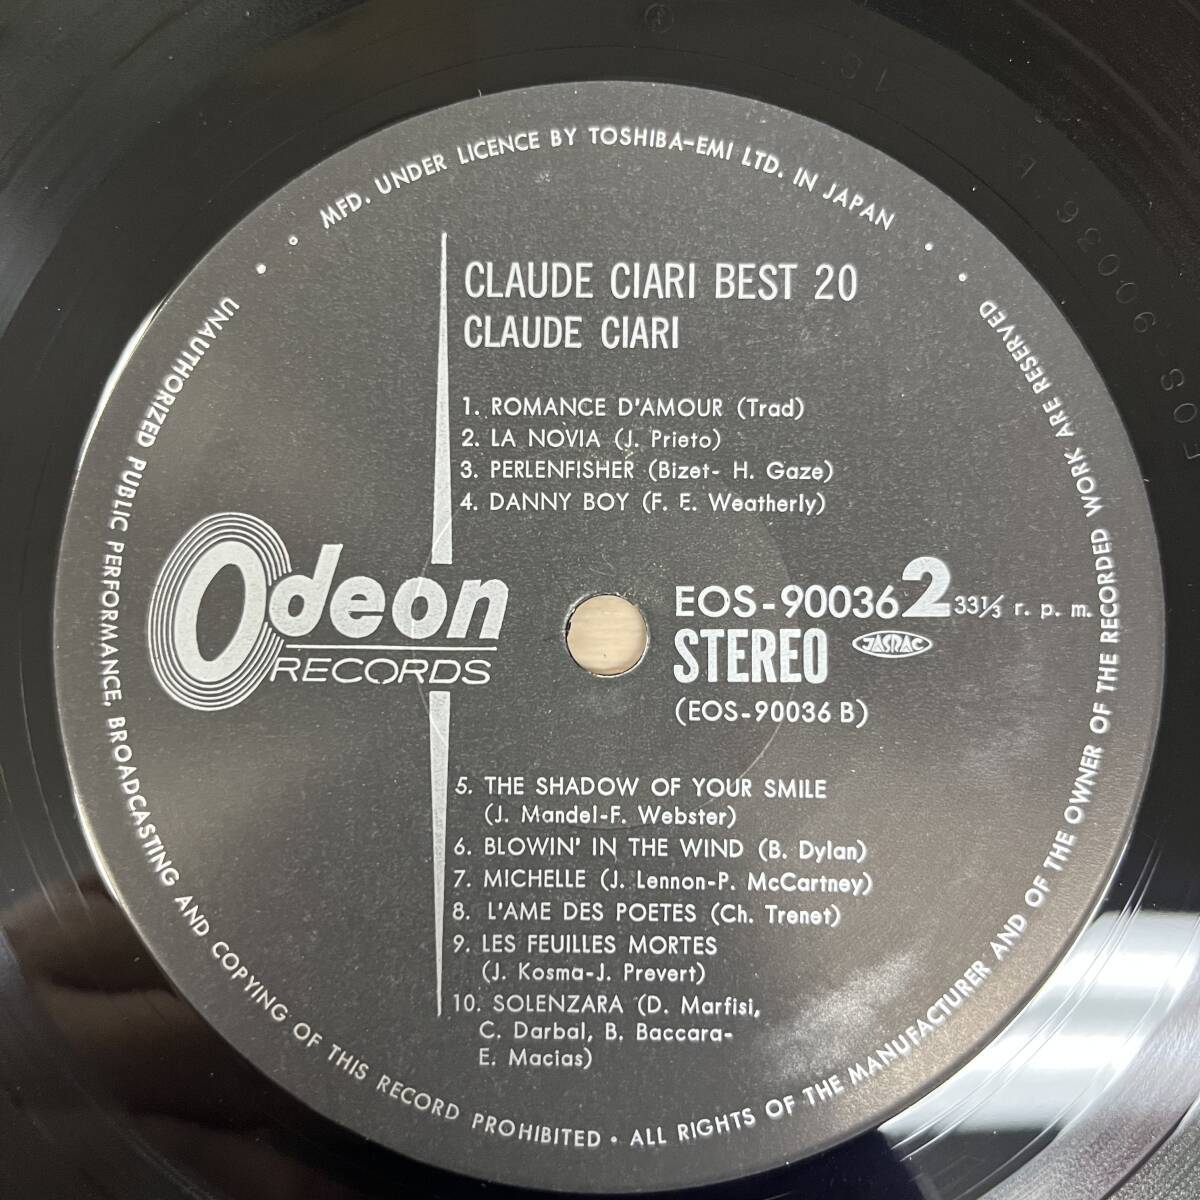 MFD. UNDER LICENCE BY TOSHIBA-EMI LTD. IN JAPAN
CLAUDE CIARI BEST 20
CLAUDE CIARI
1. ROMANCE D'AMOUR (Trad)
2. LA NOVIA (J. Prieto)
3. PERLENFISHER (Bizet- H. Gaze)
4. DANNY BOY (F. E. Weatherly)
Odeon
RECORDS
EOS-90036 2 33⅓ r. p. m.
STEREO JASRAC
(EOS-90036 B)
5. THE SHADOW OF YOUR SMILE
(J. Mandel-F. Webster)
6. BLOWIN' IN THE WIND (B. Dylan)
7. MICHELLE (J. Lennon-P. McCartney)
8. L'AME DES POETES (Ch. Trenet)
9. LES FEUILLES MORTES
(J. Kosma-J. Prevert)
10. SOLENZARA (D. Marfisi,
C. Darbal, B. Baccara-
E. Macias)
UNAUTHORIZED PUBLIC PERFORMANCE, BROADCASTING AND COPYING OF THIS RECORD PROHIBITED • ALL RIGHTS OF THE MANUFACTURER AND OF THE OWNER OF THE RECORDED WORK ARE RESERVED